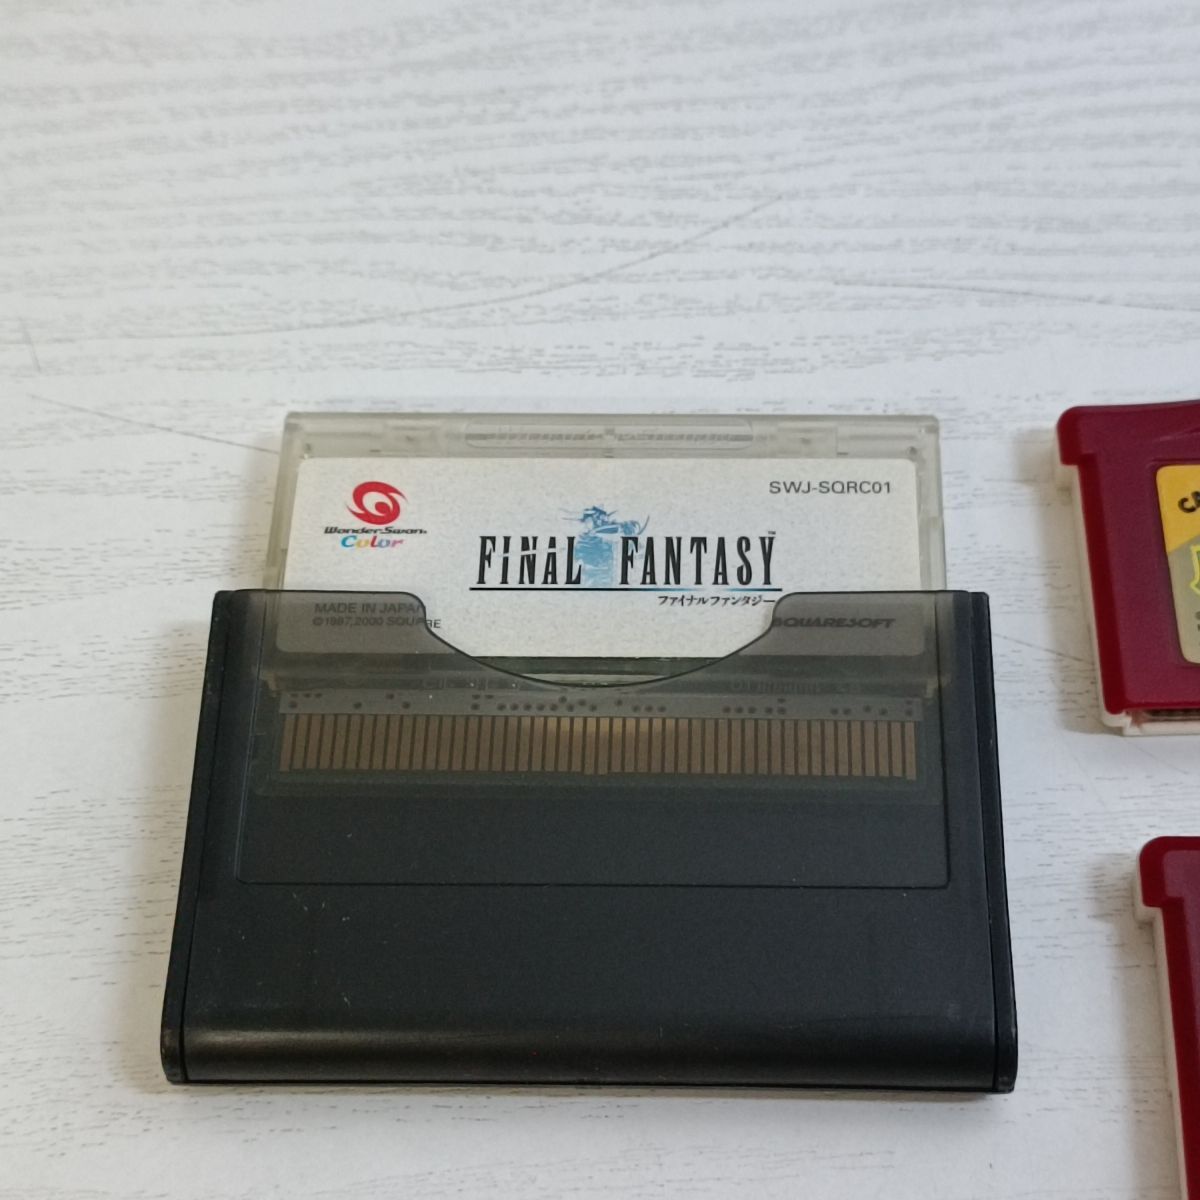 SWJ-SQRC01
WonderSwan
Color
FINAL FANTASY™
ファイナルファンタジー
MADE IN JAPAN
©1987,2000 SQUARE
SQUARESOFT